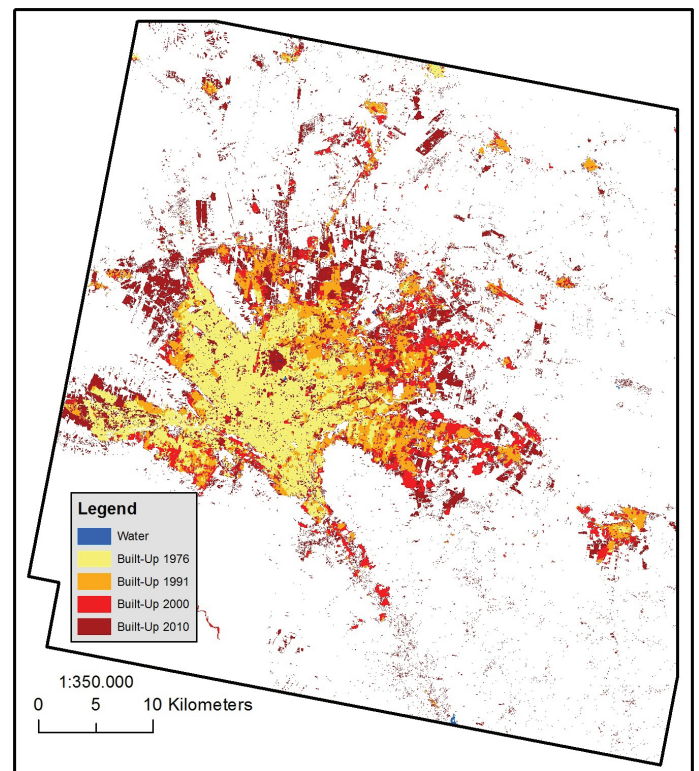 Legend
Water
Built-Up 1976
Built-Up 1991
Built-Up 2000
Built-Up 2010
1:350.000
0 5 10 Kilometers